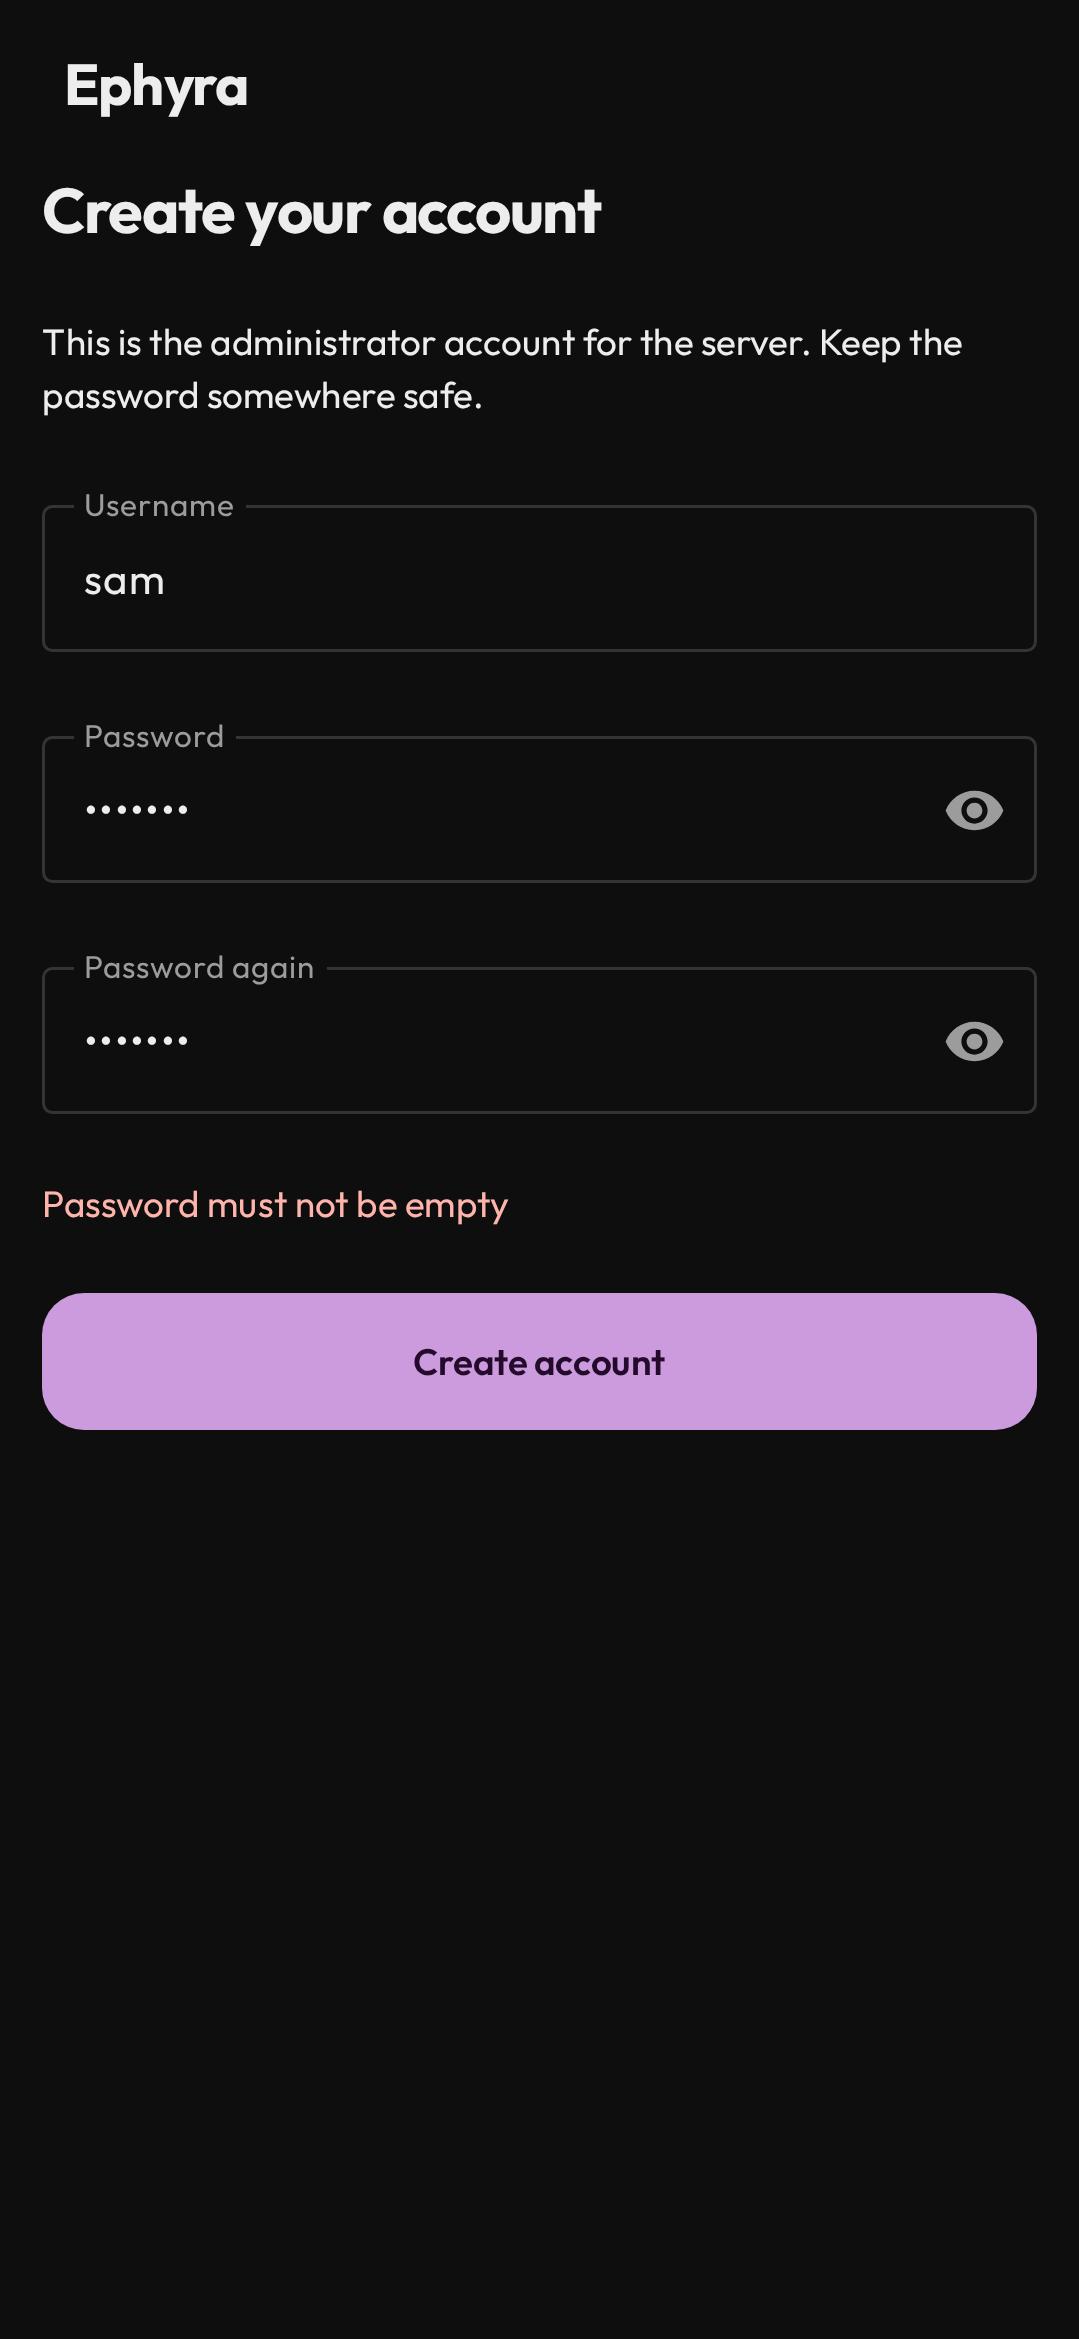 Ephyra
Create your account
This is the administrator account for the server. Keep the
password somewhere safe.
Username
sam
Password
•••••••
Password again
•••••••
Password must not be empty
Create account